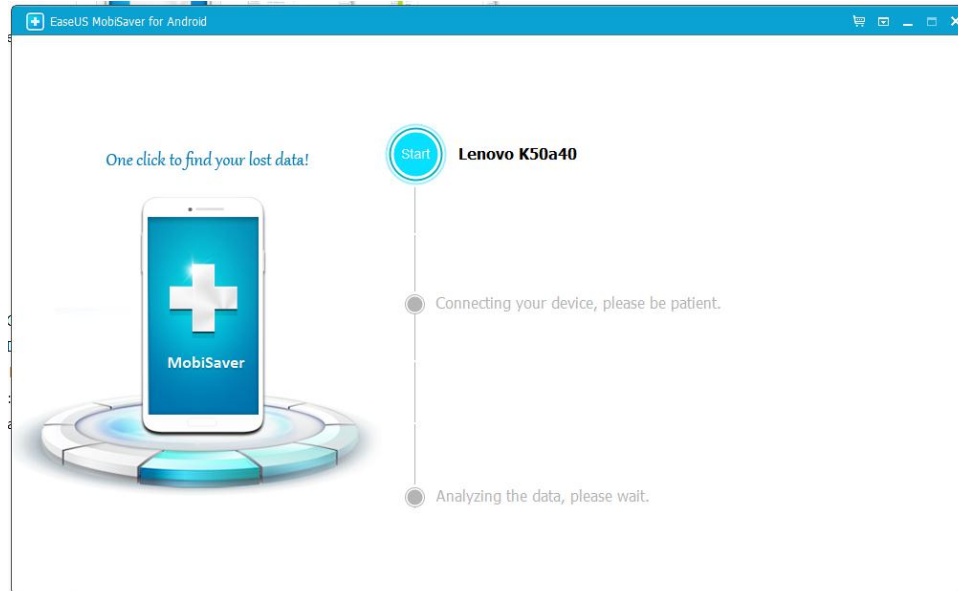 EaseUS MobiSaver for Android
One click to find your lost data!
Start
Lenovo K50a40
Connecting your device, please be patient.
MobiSaver
Analyzing the data, please wait.